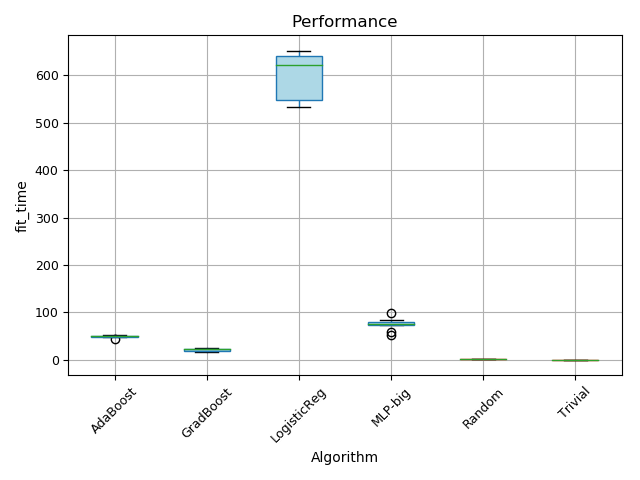 Performance
fit_time
600
500
400
300
200
100
0
AdaBoost
GradBoost
LogisticReg
MLP-big
Random
Trivial
Algorithm